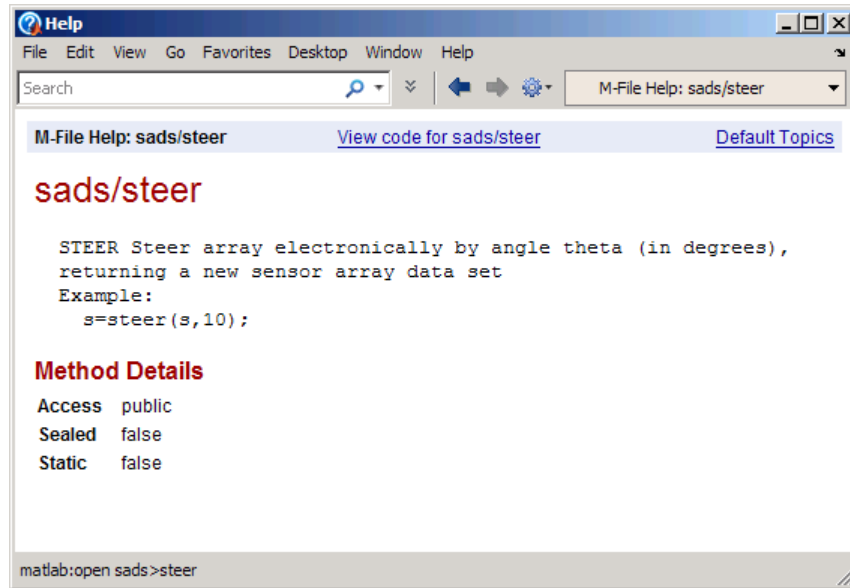 Help
File Edit View Go Favorites Desktop Window Help
Search M-File Help: sads/steer
M-File Help: sads/steer View code for sads/steer Default Topics
sads/steer
STEER Steer array electronically by angle theta (in degrees),
returning a new sensor array data set
Example:
s=steer(s,10);
Method Details
Access public
Sealed false
Static false
matlab:open sads>steer